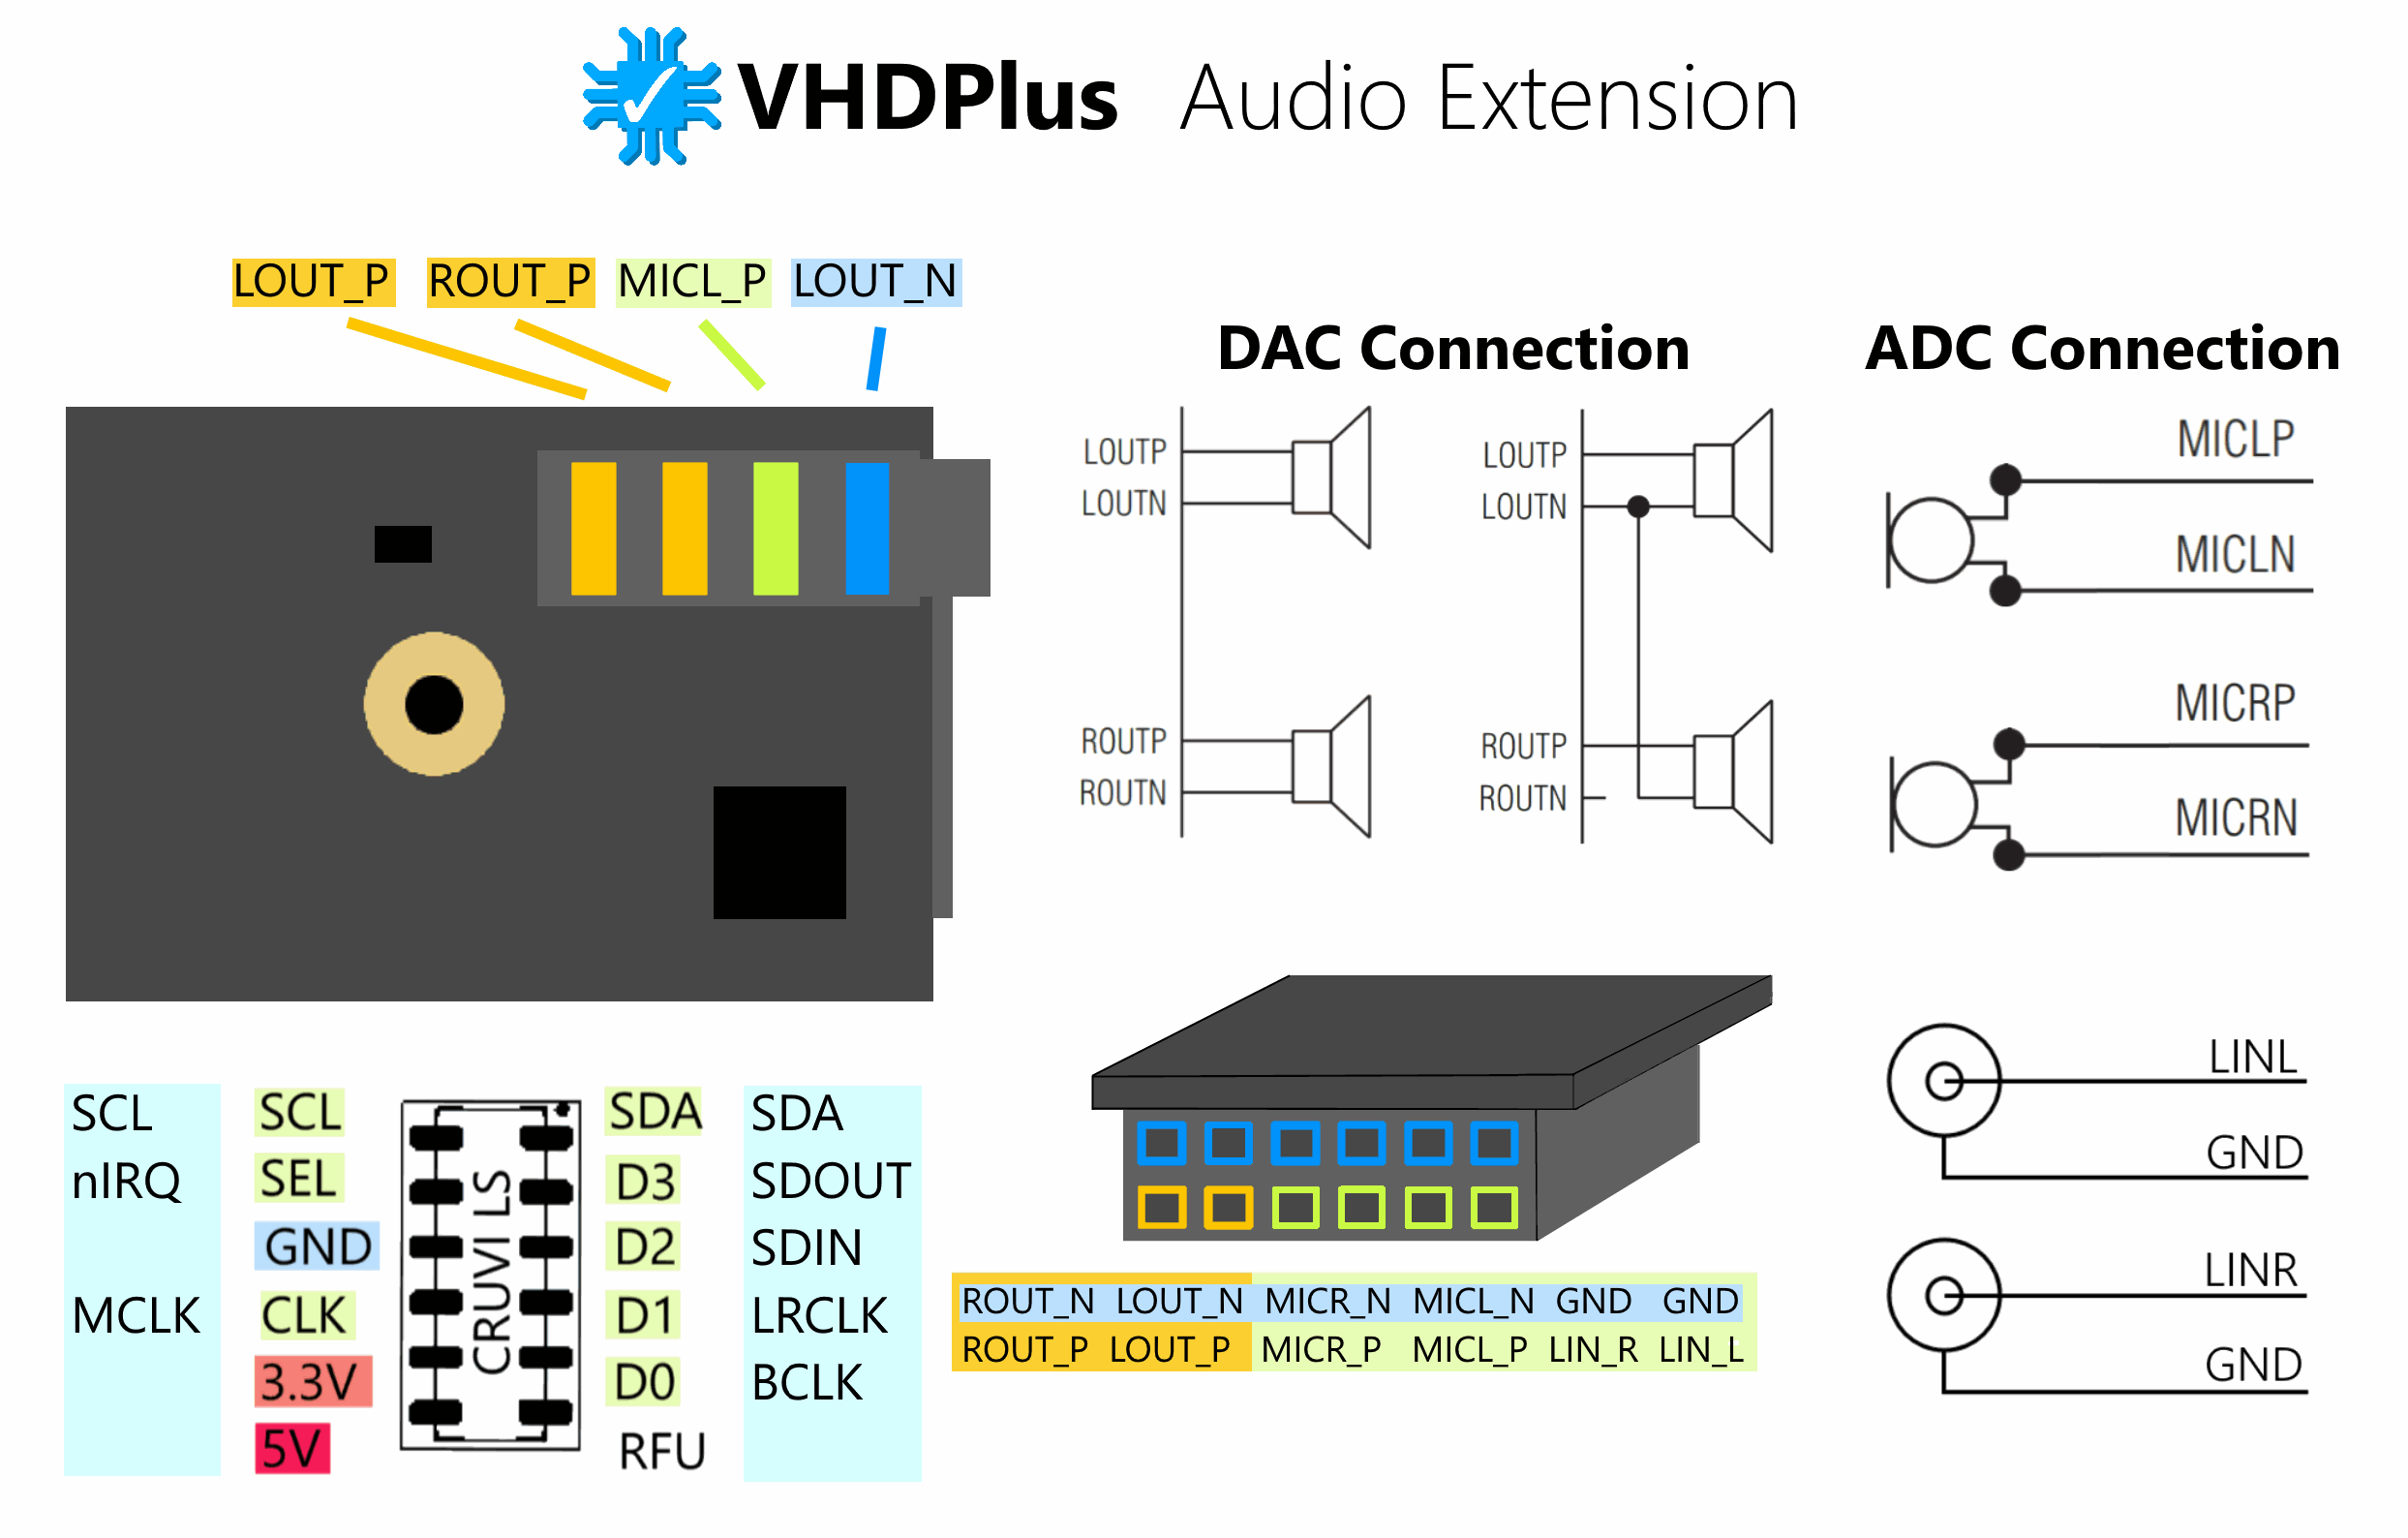 VHDPlus Audio Extension
LOUT_P ROUT_P MICL_P LOUT_N
DAC Connection
LOUTP
LOUTN
ROUTP
ROUTN
LOUTP
LOUTN
ROUTP
ROUTN
ADC Connection
MICLP
MICLN
MICRP
MICRN
LINL
GND
LINR
GND
SCL SCL SDA SDA
nIRQ SEL D3 SDOUT
GND D2 SDIN
MCLK CLK D1 LRCLK
3.3V D0 BCLK
5V RFU
CRUVI LS
ROUT_N LOUT_N MICR_N MICL_N GND GND
ROUT_P LOUT_P MICR_P MICL_P LIN_R LIN_L